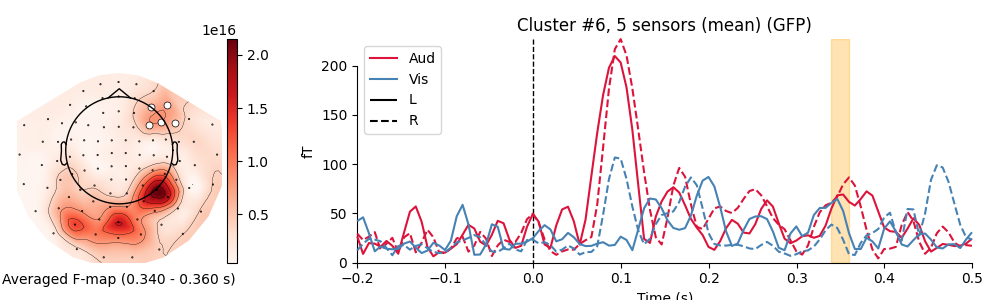 1e16
2.0
1.5
1.0
0.5
Averaged F-map (0.340 - 0.360 s)
Cluster #6, 5 sensors (mean) (GFP)
Aud
Vis
L
R
fT
200
150
100
50
0
−0.2
−0.1
0.0
0.1
0.2
0.3
0.4
0.5
Time (s)